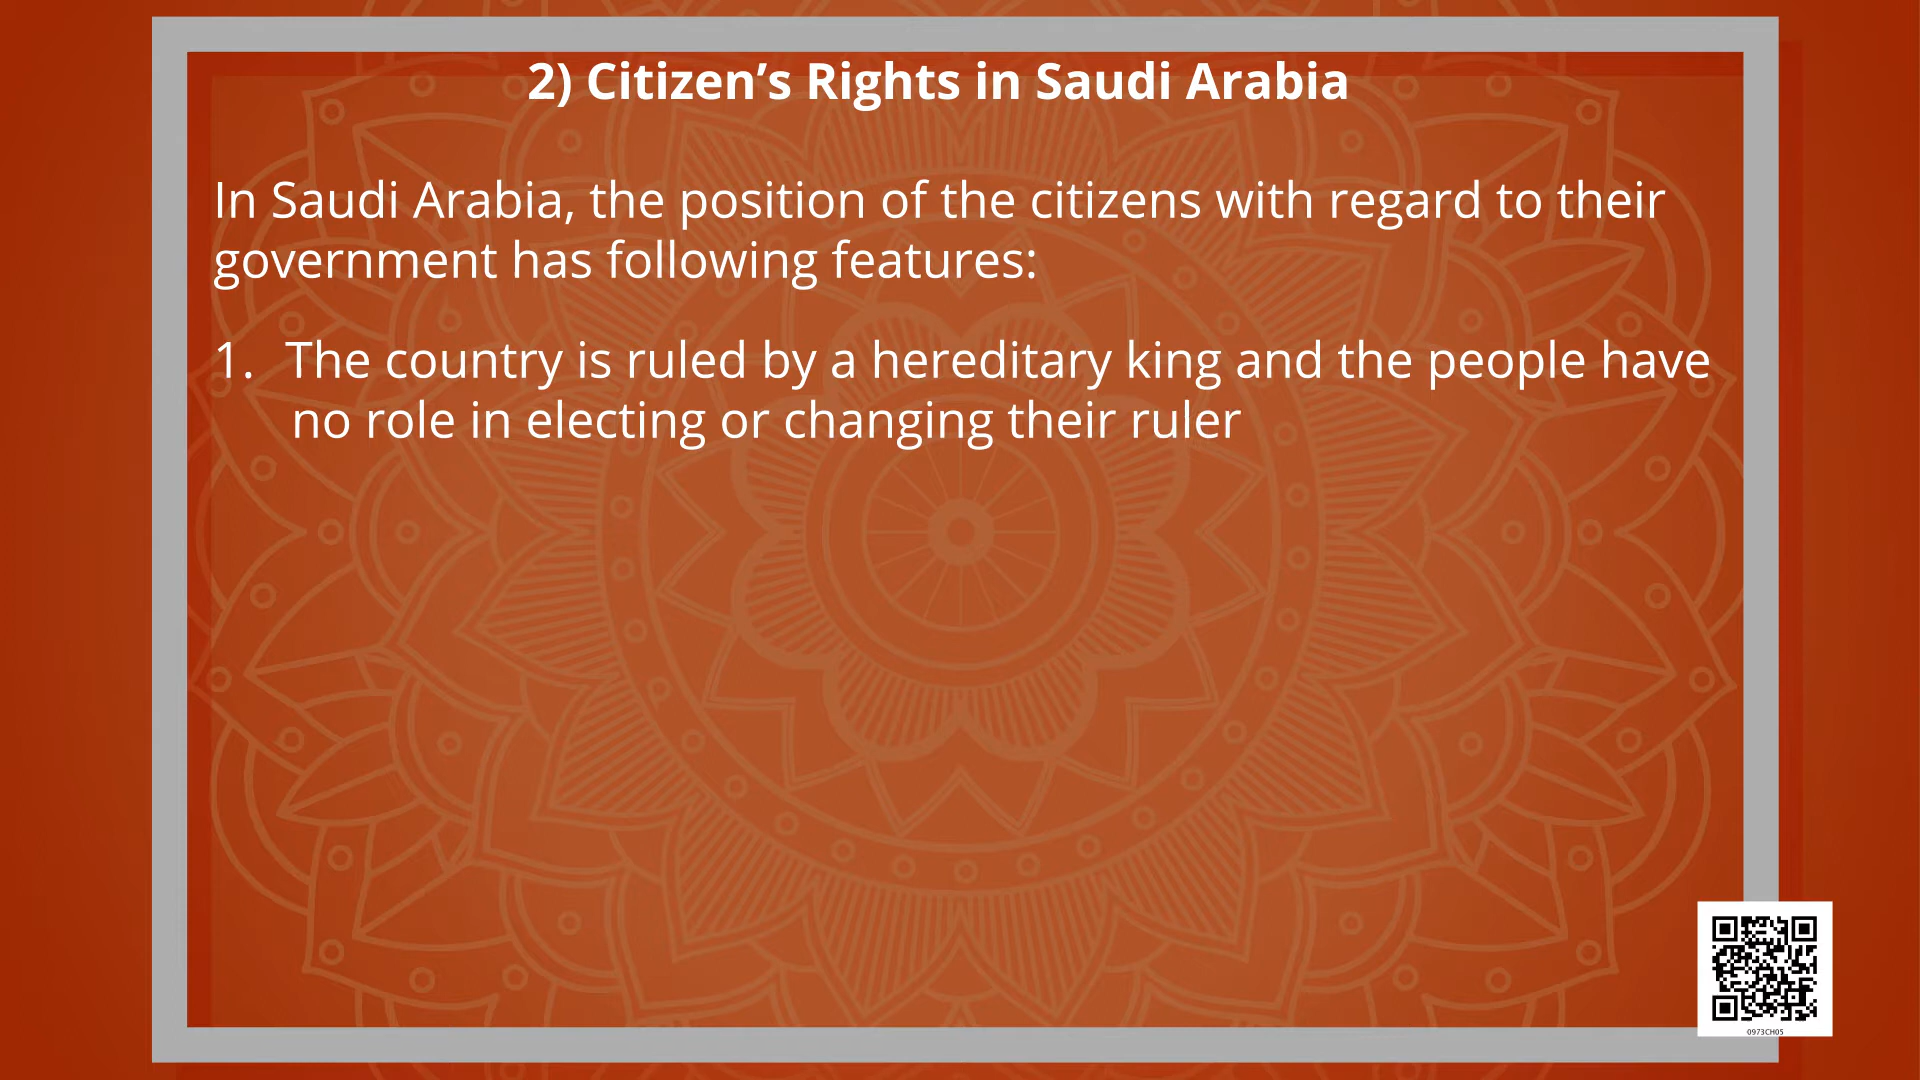 2) Citizen’s Rights in Saudi Arabia
In Saudi Arabia, the position of the citizens with regard to their
government has following features:
1. The country is ruled by a hereditary king and the people have
no role in electing or changing their ruler
0973CH05